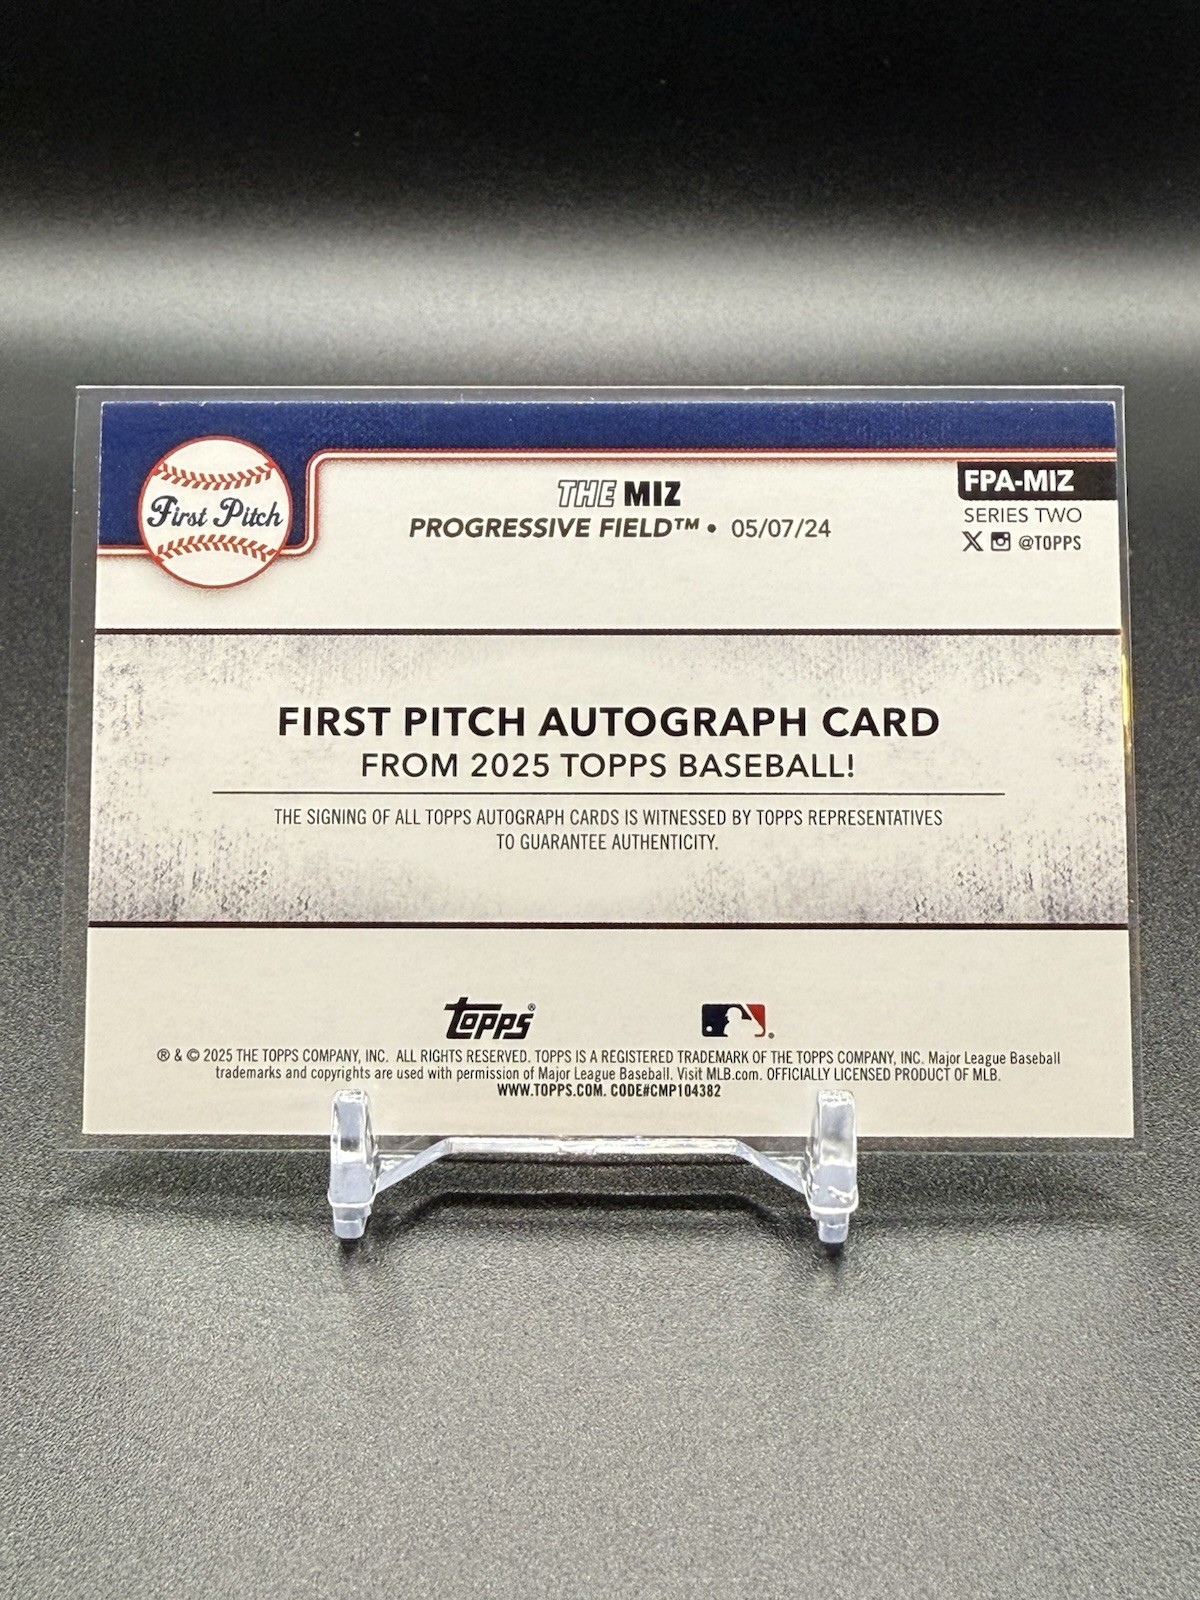 First Pitch
THE MIZ
PROGRESSIVE FIELD™ • 05/07/24
FPA-MIZ
SERIES TWO
@TOPPS
FIRST PITCH AUTOGRAPH CARD
FROM 2025 TOPPS BASEBALL!
THE SIGNING OF ALL TOPPS AUTOGRAPH CARDS IS WITNESSED BY TOPPS REPRESENTATIVES
TO GUARANTEE AUTHENTICITY.
topps®
® & © 2025 THE TOPPS COMPANY, INC. ALL RIGHTS RESERVED. TOPPS IS A REGISTERED TRADEMARK OF THE TOPPS COMPANY, INC. Major League Baseball
trademarks and copyrights are used with permission of Major League Baseball. Visit MLB.com. OFFICIALLY LICENSED PRODUCT OF MLB.
WWW.TOPPS.COM. CODE#CMP104382